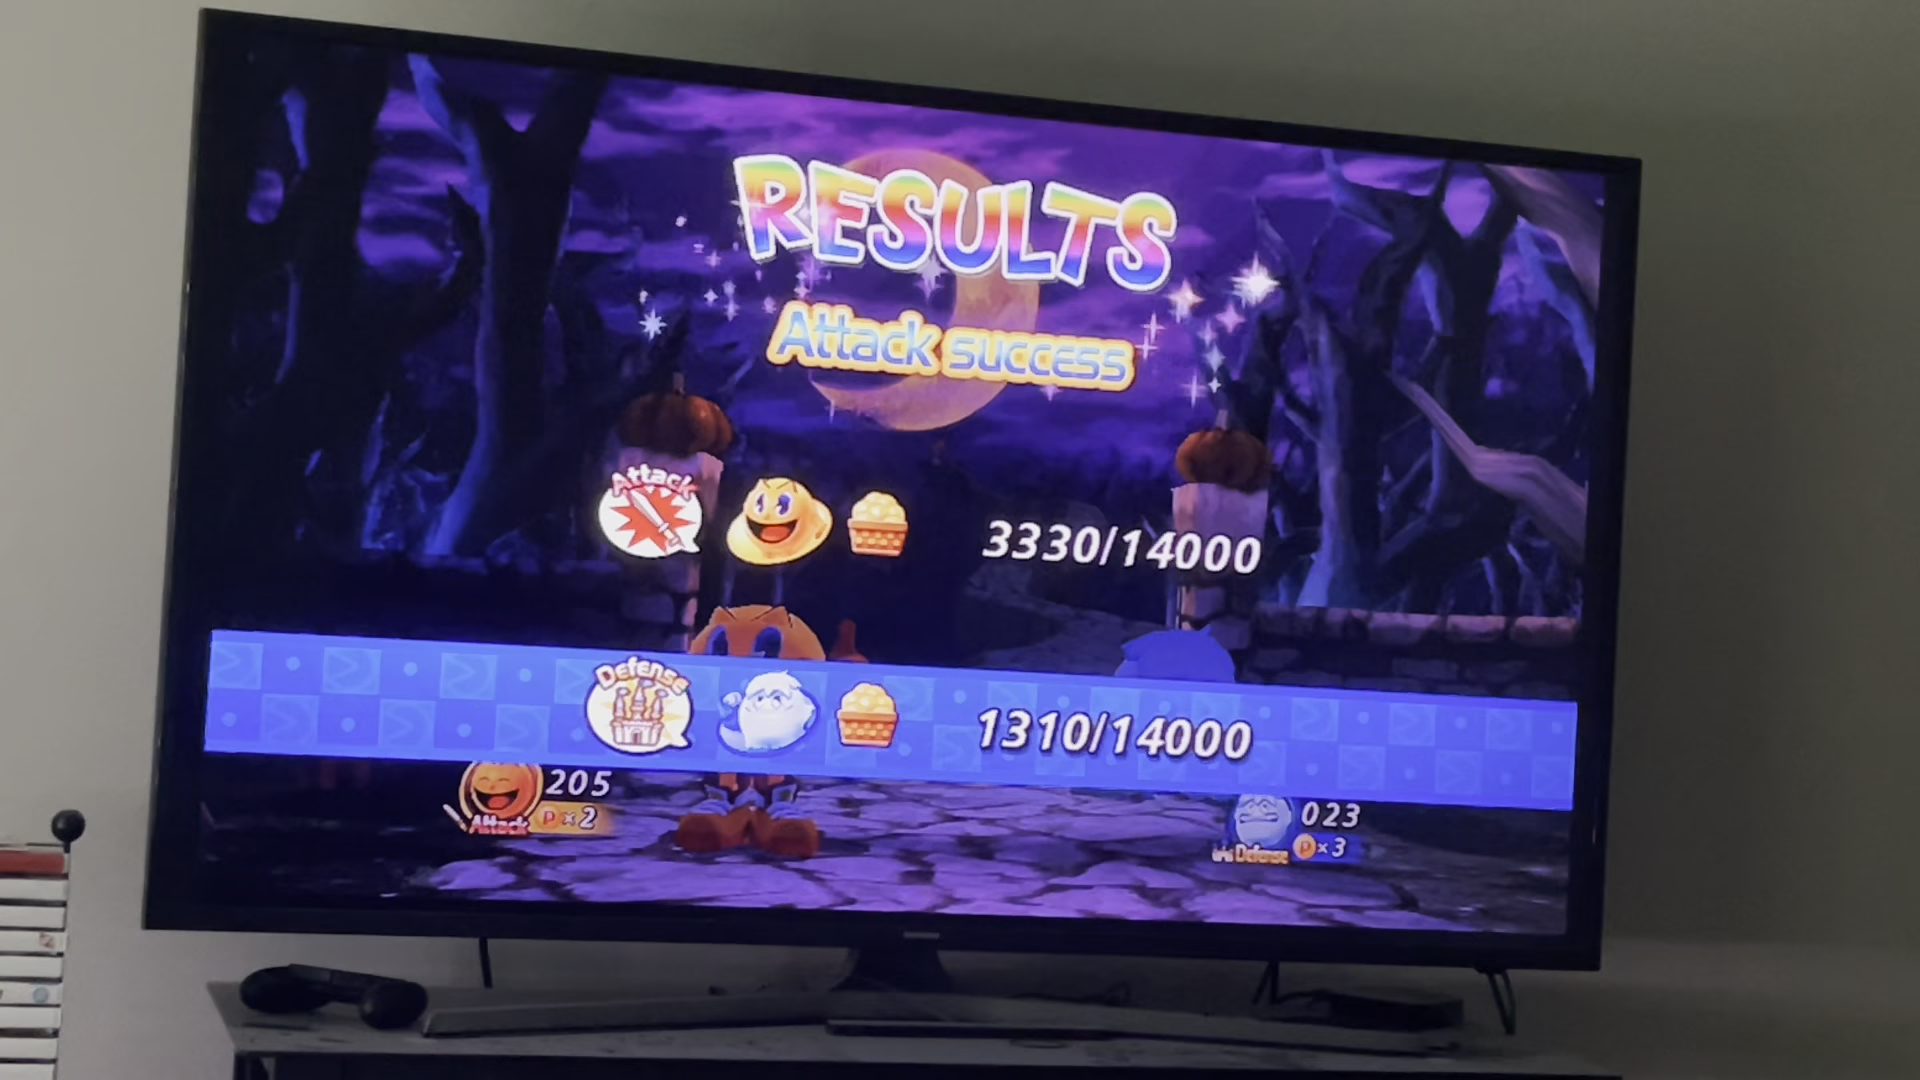 RESULTS
Attack success
Attack
3330/14000
Defense
1310/14000
205
Attack P×2
023
Defense P×3